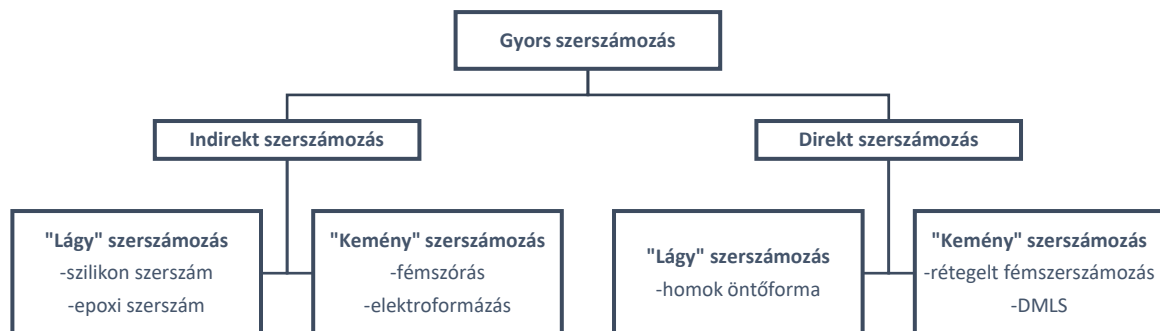 Gyors szerszámozás
Indirekt szerszámozás
Direkt szerszámozás
"Lágy" szerszámozás
-szilikon szerszám
-epoxi szerszám
"Kemény" szerszámozás
-fémszórás
-elektroformázás
"Lágy" szerszámozás
-homok öntőforma
"Kemény" szerszámozás
-rétegelt fémszerszámozás
-DMLS